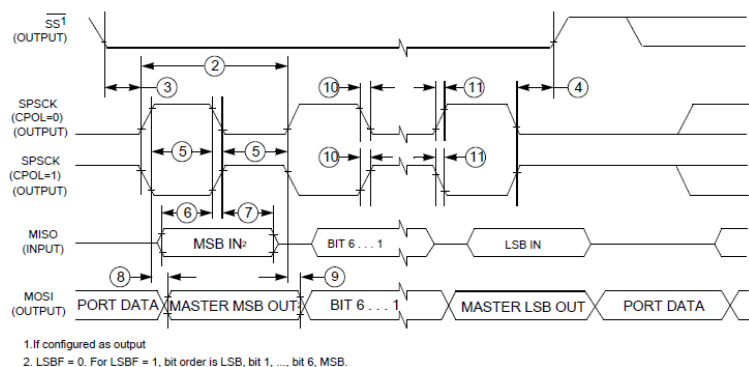 SS¹
(OUTPUT)
2
3
10
11
4
SPSCK
(CPOL=0)
(OUTPUT)
5
5
SPSCK
(CPOL=1)
(OUTPUT)
10
11
6
7
MISO
(INPUT)
MSB IN²
BIT 6 . . . 1
LSB IN
8
9
MOSI
(OUTPUT)
PORT DATA
MASTER MSB OUT²
BIT 6 . . . 1
MASTER LSB OUT
PORT DATA
1.If configured as output
2. LSBF = 0. For LSBF = 1, bit order is LSB, bit 1, ..., bit 6, MSB.